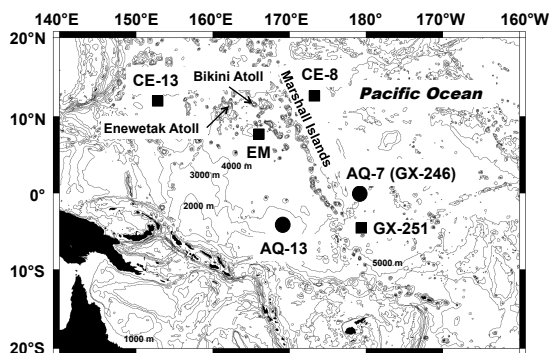 140°E 150°E 160°E 170°E 180° 170°W 160°W
20°N
CE-13
Bikini Atoll
CE-8
Marshall Islands
Pacific Ocean
10°N
Enewetak Atoll
EM
4000 m
3000 m
AQ-7 (GX-246)
0°
2000 m
GX-251
AQ-13
5000 m
10°S
1000 m
20°S